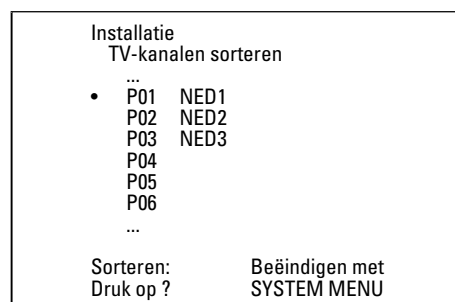 Installatie
TV-kanalen sorteren
...
• P01 NED1
P02 NED2
P03 NED3
P04
P05
P06
...
Sorteren: Beëindigen met
Druk op ? SYSTEM MENU